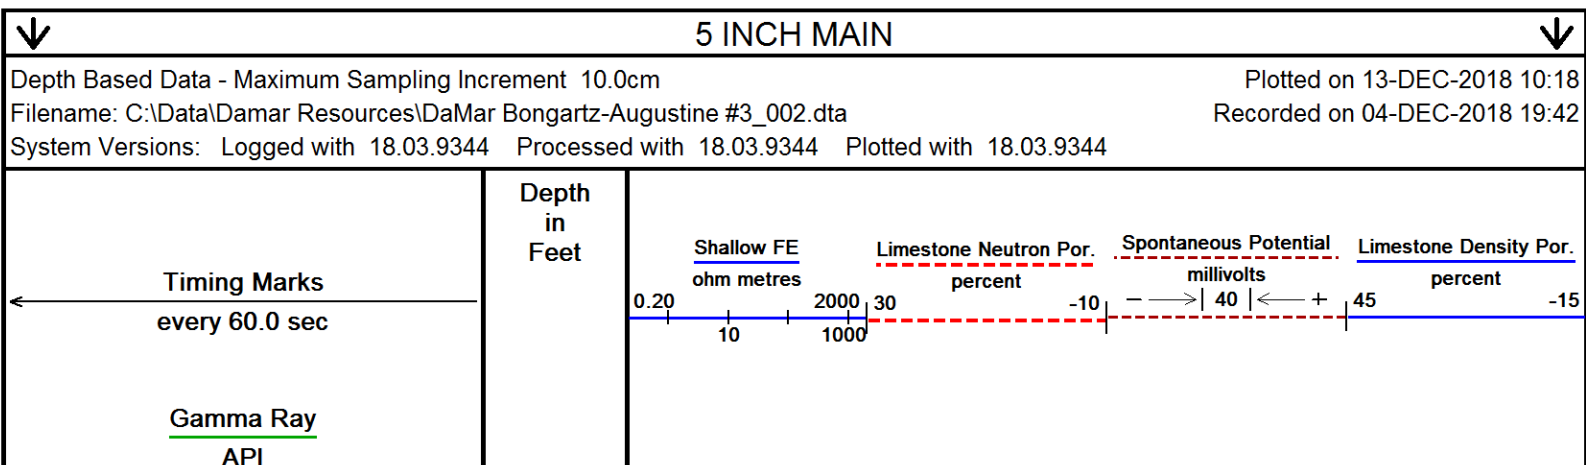 5 INCH MAIN
Depth Based Data - Maximum Sampling Increment 10.0cm
Plotted on 13-DEC-2018 10:18
Filename: C:\Data\Damar Resources\DaMar Bongartz-Augustine #3_002.dta
Recorded on 04-DEC-2018 19:42
System Versions: Logged with 18.03.9344 Processed with 18.03.9344 Plotted with 18.03.9344
Timing Marks
every 60.0 sec
Gamma Ray
API
Depth
in
Feet
Shallow FE
ohm metres
0.20 2000
10 1000
Limestone Neutron Por.
percent
30 -10
Spontaneous Potential
millivolts
− 40 +
Limestone Density Por.
percent
45 -15